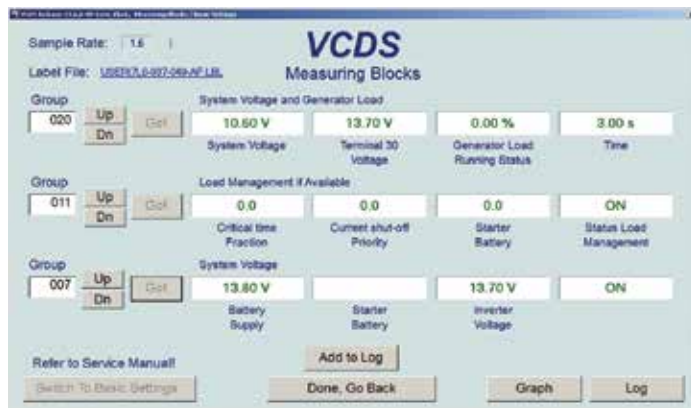 Sample Rate: 1.6
VCDS
Label File:
Measuring Blocks
Group System Voltage and Generator Load
020 Up Dn Go! 10.60 V 13.70 V 0.00 % 3.00 s
System Voltage Terminal 30 Voltage Generator Load Running Status Time
Group Load Management if Available
011 Up Dn Go! 0.0 0.0 0.0 ON
Critical time Fraction Current shut-off Priority Starter Battery Status Load Management
Group System Voltage
007 Up Dn Go! 13.80 V 13.70 V ON
Battery Supply Starter Battery Inverter Voltage
Refer to Service Manual!
Add to Log
Switch To Basic Settings Done, Go Back Graph Log